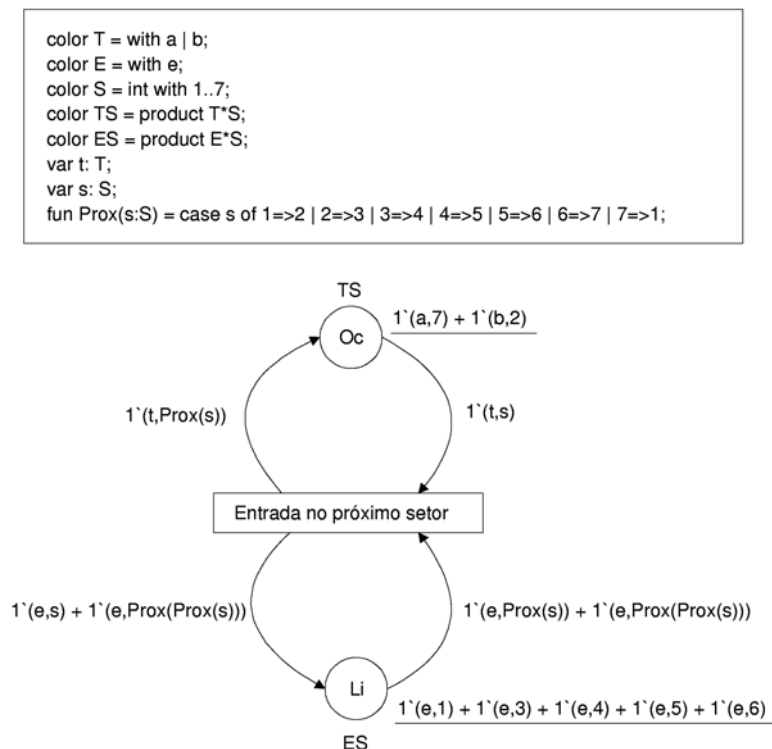 color T = with a | b;
color E = with e;
color S = int with 1..7;
color TS = product T*S;
color ES = product E*S;
var t: T;
var s: S;
fun Prox(s:S) = case s of 1=>2 | 2=>3 | 3=>4 | 4=>5 | 5=>6 | 6=>7 | 7=>1;
TS
1`(a,7) + 1`(b,2)
Oc
1`(t,Prox(s))
1`(t,s)
Entrada no próximo setor
1`(e,s) + 1`(e,Prox(Prox(s)))
1`(e,Prox(s)) + 1`(e,Prox(Prox(s)))
Li
1`(e,1) + 1`(e,3) + 1`(e,4) + 1`(e,5) + 1`(e,6)
ES